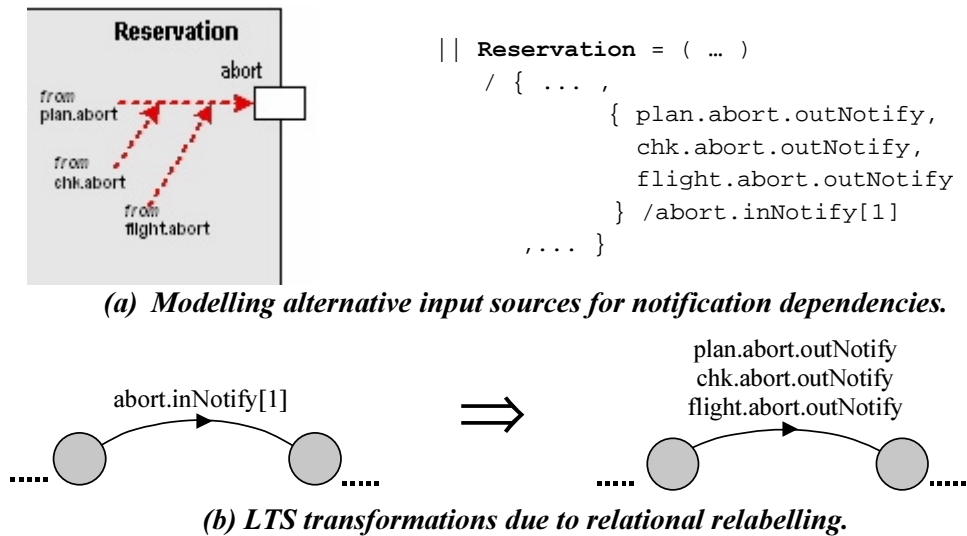 Reservation
abort
from
plan.abort
from
chk.abort
from
flight.abort
|| Reservation = ( … )
/ { ... ,
{ plan.abort.outNotify,
chk.abort.outNotify,
flight.abort.outNotify
} /abort.inNotify[1]
,... }
(a) Modelling alternative input sources for notification dependencies.
abort.inNotify[1]
⇒
plan.abort.outNotify
chk.abort.outNotify
flight.abort.outNotify
(b) LTS transformations due to relational relabelling.